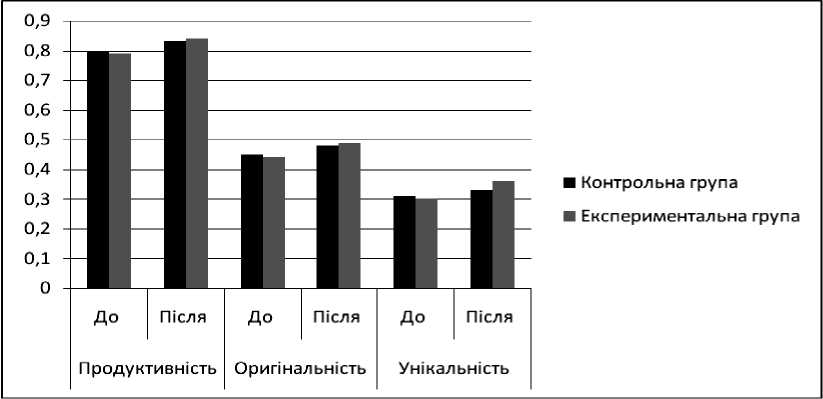 0,9
0,8
0,7
0,6
0,5
0,4
0,3
0,2
0,1
0
До Після До Після До Після
Продуктивність Оригінальність Унікальність
Контрольна група
Експериментальна група